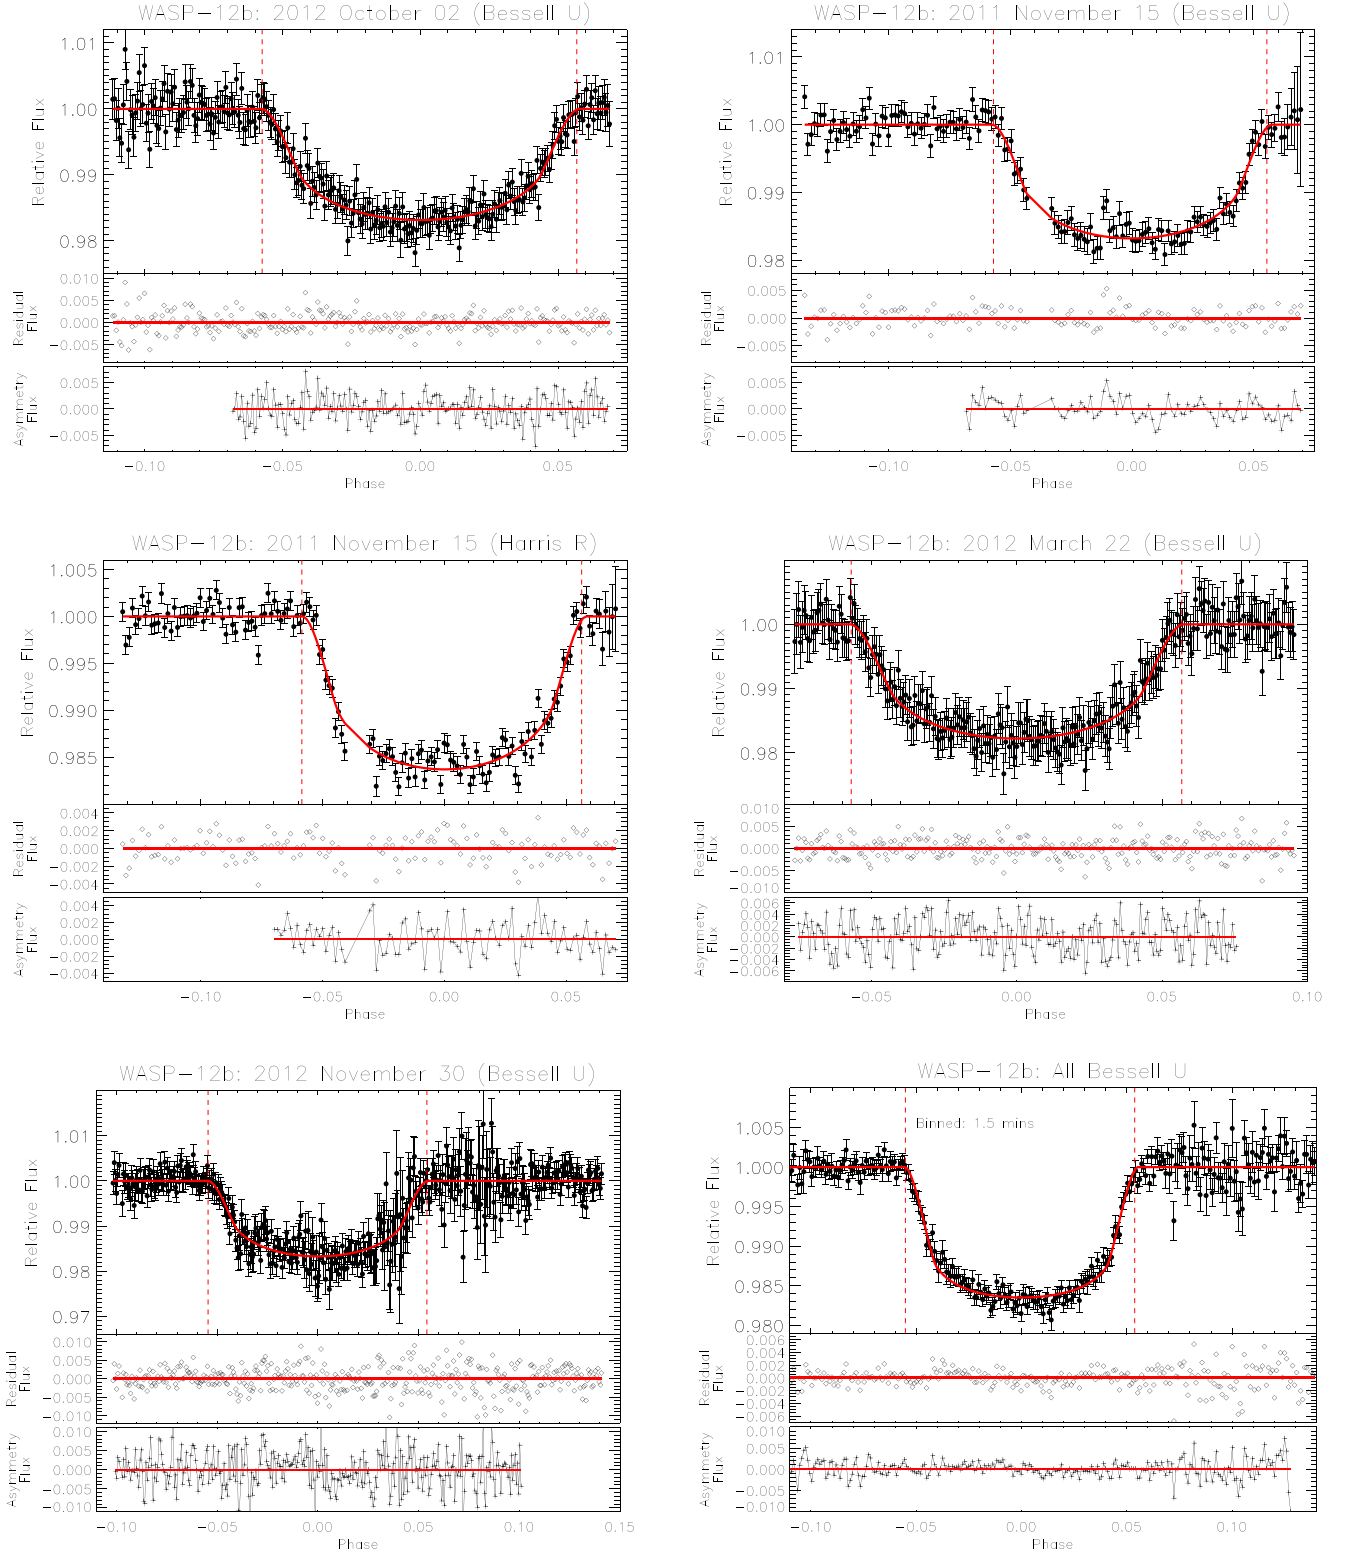 WASP-12b: 2012 October 02 (Bessell U)
1.01
1.00
0.99
0.98
Relative Flux
0.010
0.005
0.000
-0.005
Residual
Flux
0.005
0.000
-0.005
Asymmetry
Flux
-0.10 -0.05 0.00 0.05
Phase
WASP-12b: 2011 November 15 (Bessell U)
1.01
1.00
0.99
0.98
Relative Flux
0.005
0.000
-0.005
Residual
Flux
0.005
0.000
-0.005
Asymmetry
Flux
-0.10 -0.05 0.00 0.05
Phase
WASP-12b: 2011 November 15 (Harris R)
1.005
1.000
0.995
0.990
0.985
Relative Flux
0.004
0.002
0.000
-0.002
-0.004
Residual
Flux
0.004
0.002
0.000
-0.002
-0.004
Asymmetry
Flux
-0.10 -0.05 0.00 0.05
Phase
WASP-12b: 2012 March 22 (Bessell U)
1.00
0.99
0.98
Relative Flux
0.010
0.005
0.000
-0.005
-0.010
Residual
Flux
0.006
0.004
0.002
0.000
-0.002
-0.004
-0.006
Asymmetry
Flux
-0.05 0.00 0.05 0.10
Phase
WASP-12b: 2012 November 30 (Bessell U)
1.01
1.00
0.99
0.98
0.97
Relative Flux
0.010
0.005
0.000
-0.005
-0.010
Residual
Flux
0.010
0.005
0.000
-0.005
-0.010
Asymmetry
Flux
-0.10 -0.05 0.00 0.05 0.10 0.15
Phase
WASP-12b: All Bessell U
Binned: 1.5 mins
1.005
1.000
0.995
0.990
0.985
0.980
Relative Flux
0.006
0.004
0.002
0.000
-0.002
-0.004
-0.006
Residual
Flux
0.010
0.005
0.000
-0.005
-0.010
Asymmetry
Flux
-0.10 -0.05 0.00 0.05 0.10
Phase